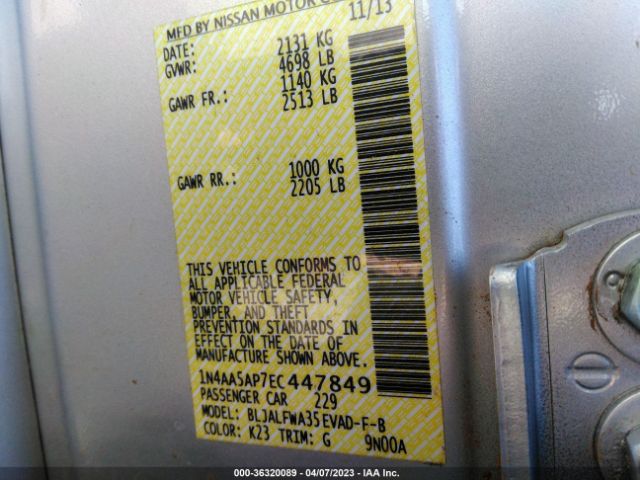 MFD BY NISSAN MOTOR C
DATE: 11/13
GVWR: 2131 KG
4698 LB
GAWR FR.: 1140 KG
2513 LB
GAWR RR.: 1000 KG
2205 LB
THIS VEHICLE CONFORMS TO
ALL APPLICABLE FEDERAL
MOTOR VEHICLE SAFETY,
BUMPER, AND THEFT
PREVENTION STANDARDS IN
EFFECT ON THE DATE OF
MANUFACTURE SHOWN ABOVE.
1N4AA5AP7EC447849
PASSENGER CAR 229
MODEL: BLJALFWA35EVAD-F-B
COLOR: K23 TRIM: G 9N00A
000-36320089 - 04/07/2023 - IAAI.COM